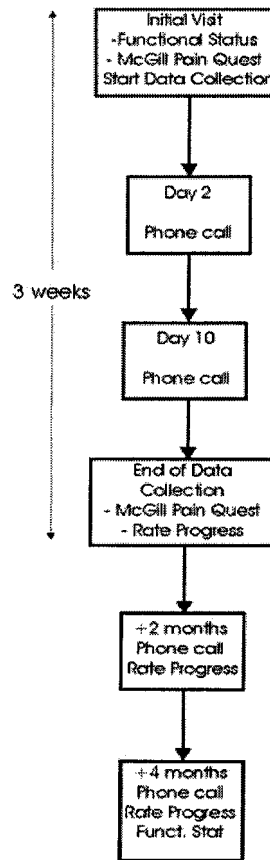 Initial Visit
-Functional Status
- McGill Pain Quest
Start Data Collection
Day 2
Phone call
3 weeks
Day 10
Phone call
End of Data
Collection
- McGill Pain Quest
- Rate Progress
+2 months
Phone call
Rate Progress
+4 months
Phone call
Rate Progress
Funct. Stat